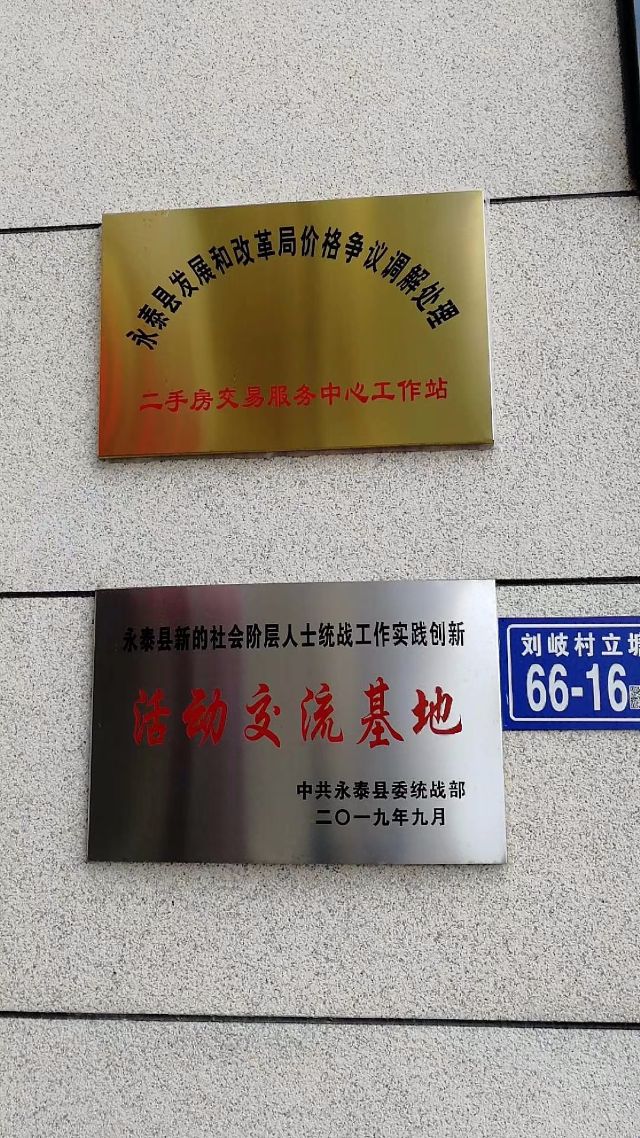 永泰县发展和改革局价格争议调解处理
二手房交易服务中心工作站
永泰县新的社会阶层人士统战工作实践创新
活动交流基地
中共永泰县委统战部
二〇一九年九月
刘岐村立塘
66-16